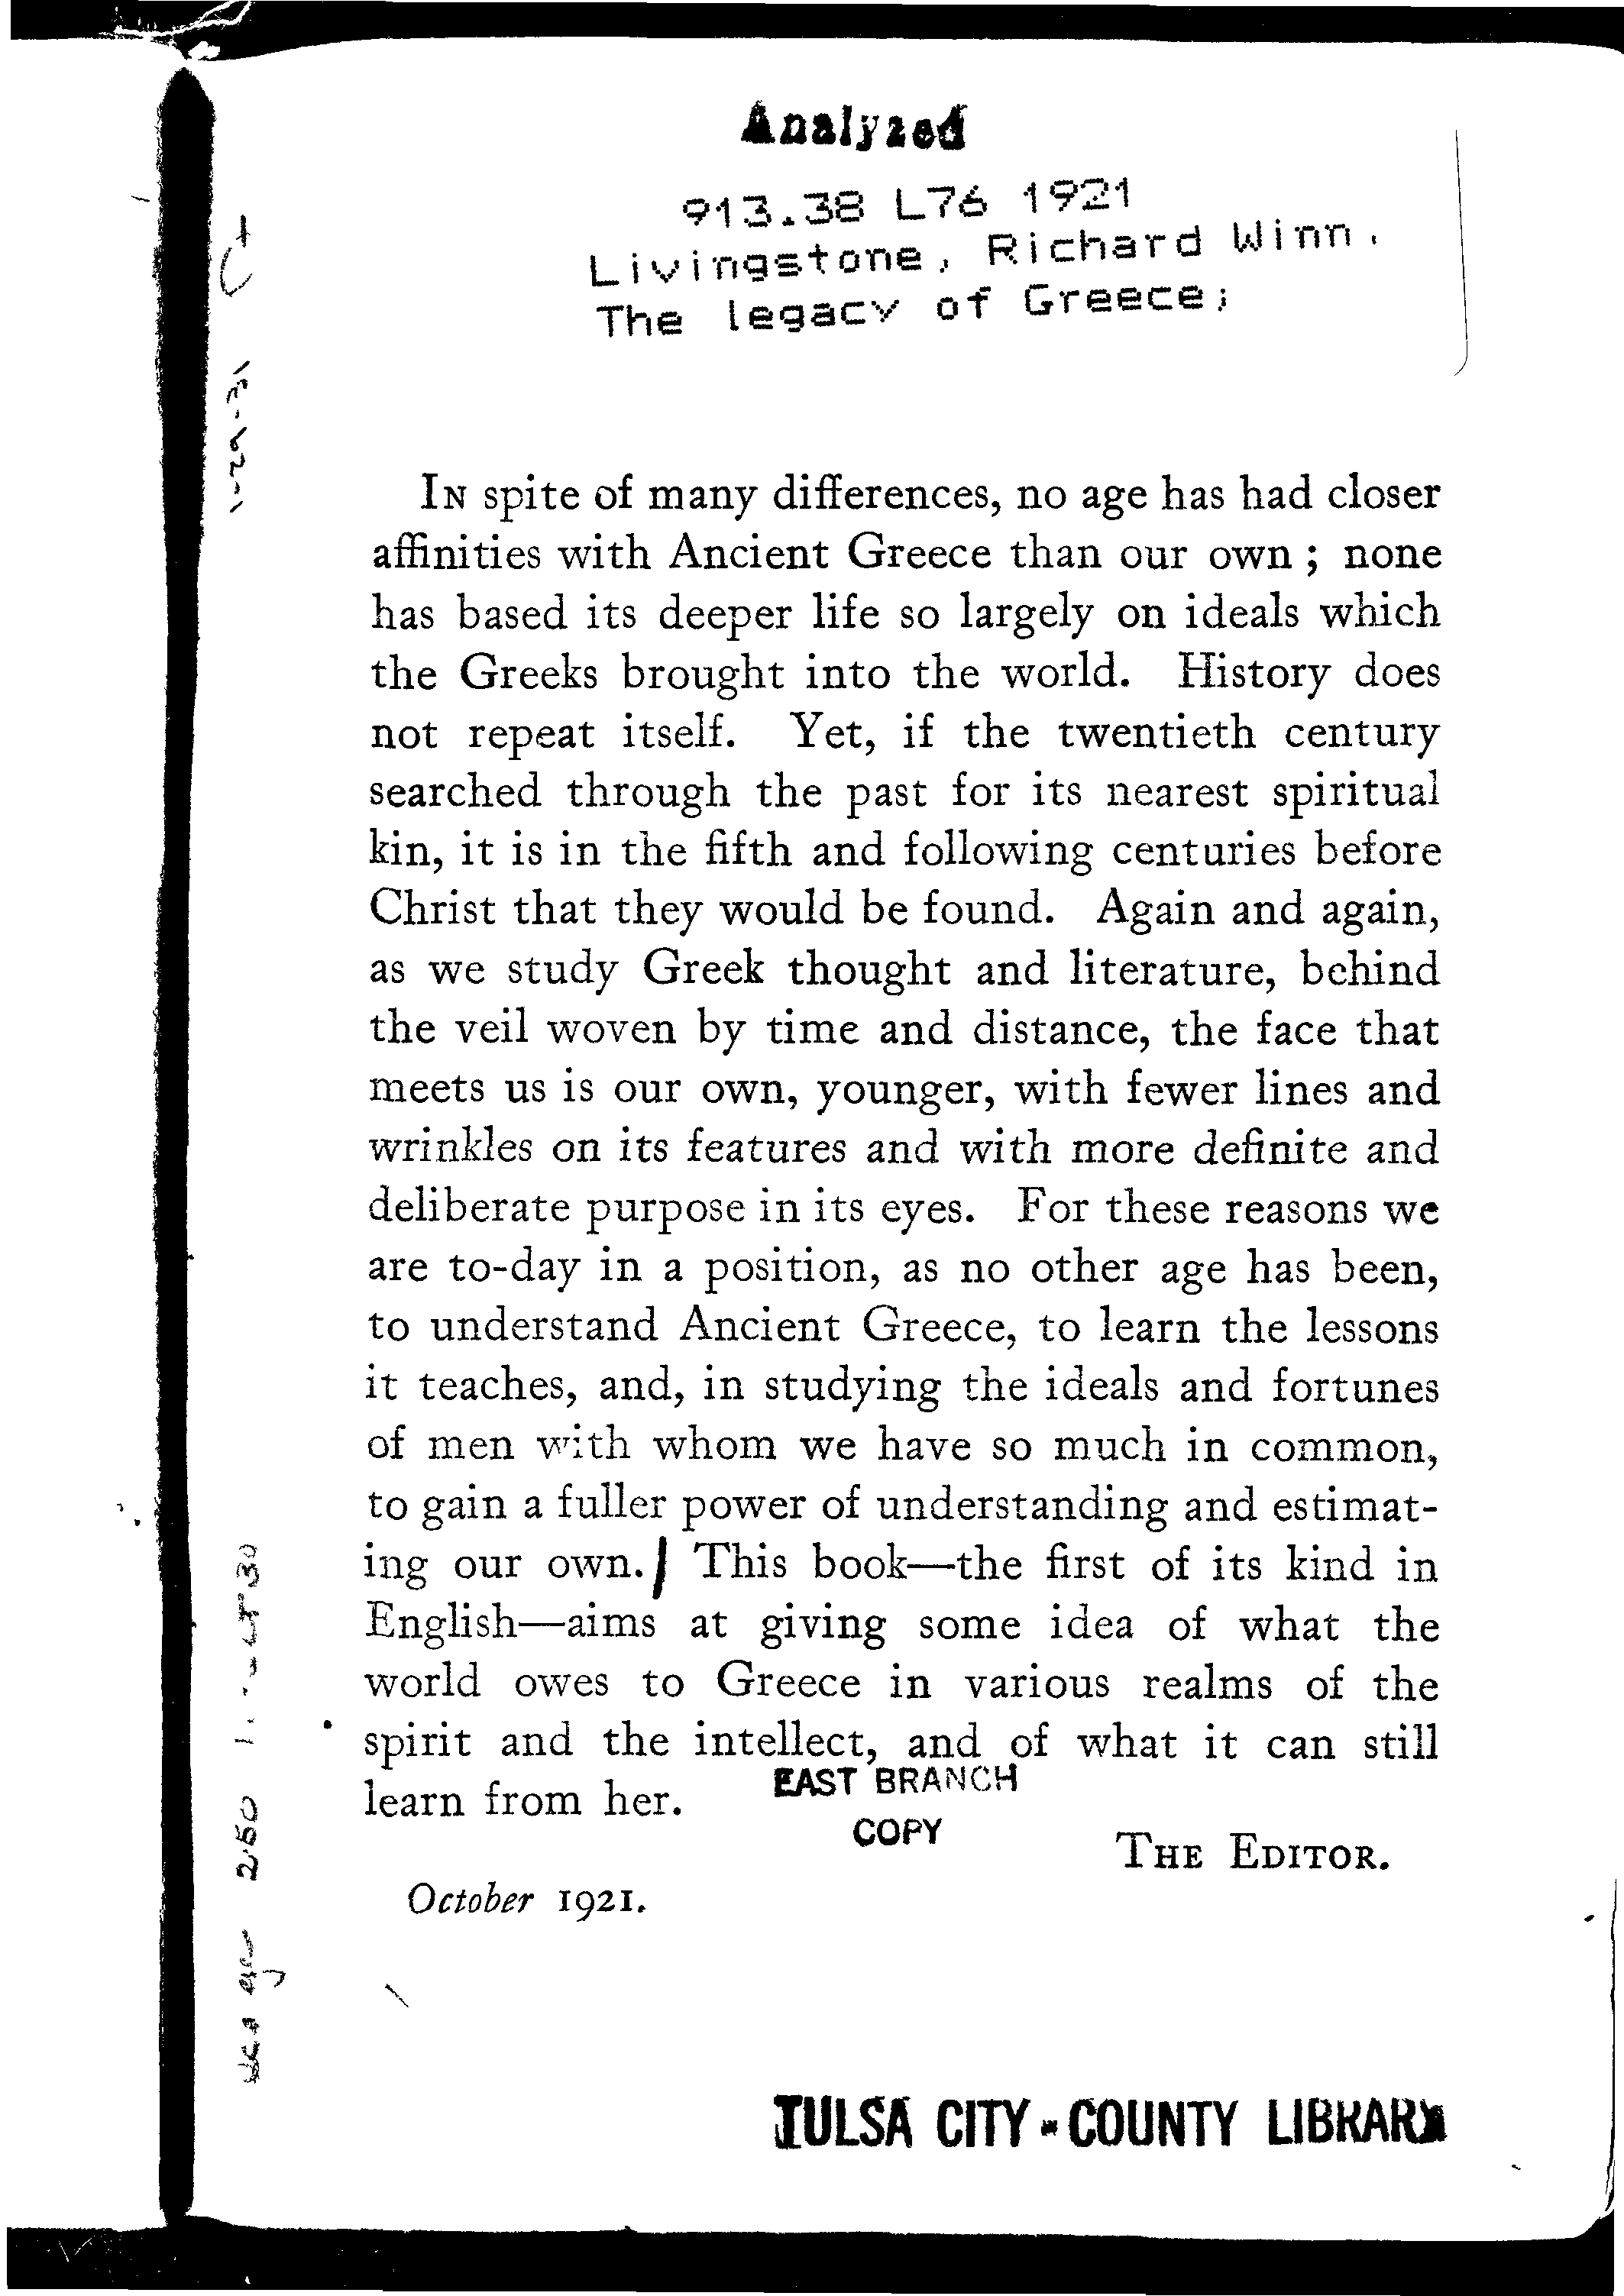 Analyzed
913.38 L76 1921
Livingstone, Richard Winn.
The legacy of Greece;
IN spite of many differences, no age has had closer
affinities with Ancient Greece than our own ; none
has based its deeper life so largely on ideals which
the Greeks brought into the world. History does
not repeat itself. Yet, if the twentieth century
searched through the past for its nearest spiritual
kin, it is in the fifth and following centuries before
Christ that they would be found. Again and again,
as we study Greek thought and literature, behind
the veil woven by time and distance, the face that
meets us is our own, younger, with fewer lines and
wrinkles on its features and with more definite and
deliberate purpose in its eyes. For these reasons we
are to-day in a position, as no other age has been,
to understand Ancient Greece, to learn the lessons
it teaches, and, in studying the ideals and fortunes
of men with whom we have so much in common,
to gain a fuller power of understanding and estimat-
ing our own. This book—the first of its kind in
English—aims at giving some idea of what the
world owes to Greece in various realms of the
spirit and the intellect, and of what it can still
learn from her.
EAST BRANCH
COPY
THE EDITOR.
October 1921.
TULSA CITY-COUNTY LIBRARY
2.50